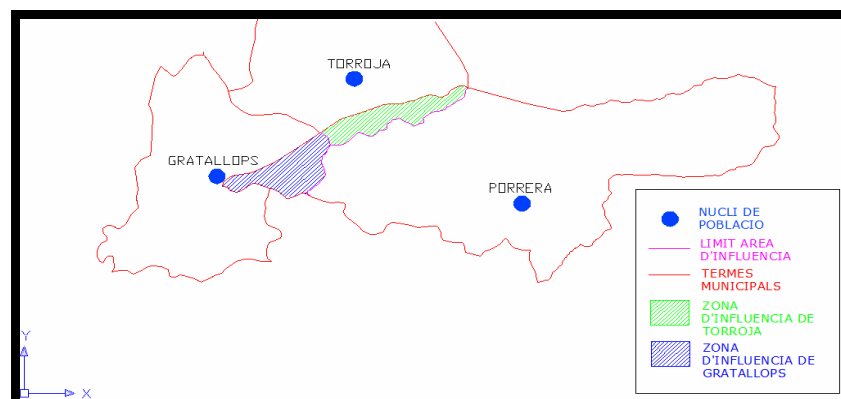 TORROJA
GRATALLOPS
PORRERA
NUCLI DE
POBLACIO
LIMIT AREA
D'INFLUENCIA
TERMES
MUNICIPALS
ZONA
D'INFLUENCIA DE
TORROJA
ZONA
D'INFLUENCIA DE
GRATALLOPS
Y
X